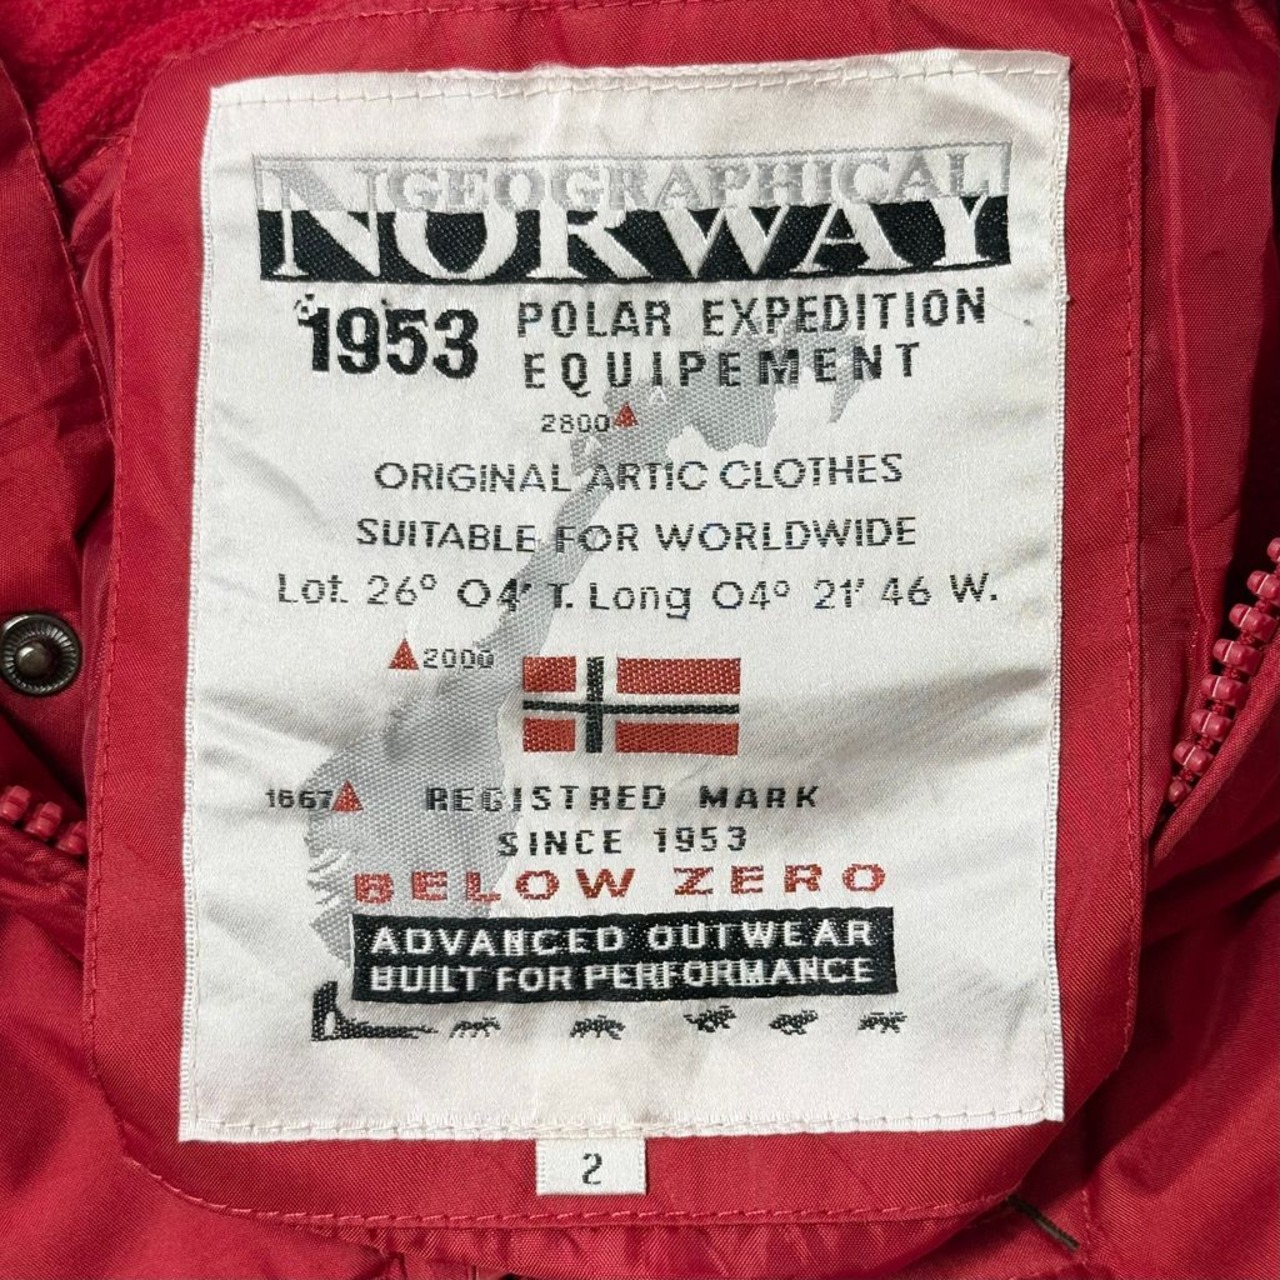 GEOGRAPHICAL
NORWAY
1953 POLAR EXPEDITION
EQUIPEMENT
2800
ORIGINAL ARTIC CLOTHES
SUITABLE FOR WORLDWIDE
Lot. 26° 04' T. Long 04° 21' 46 W.
2000
1667 REGISTRED MARK
SINCE 1953
BELOW ZERO
ADVANCED OUTWEAR
BUILT FOR PERFORMANCE
2